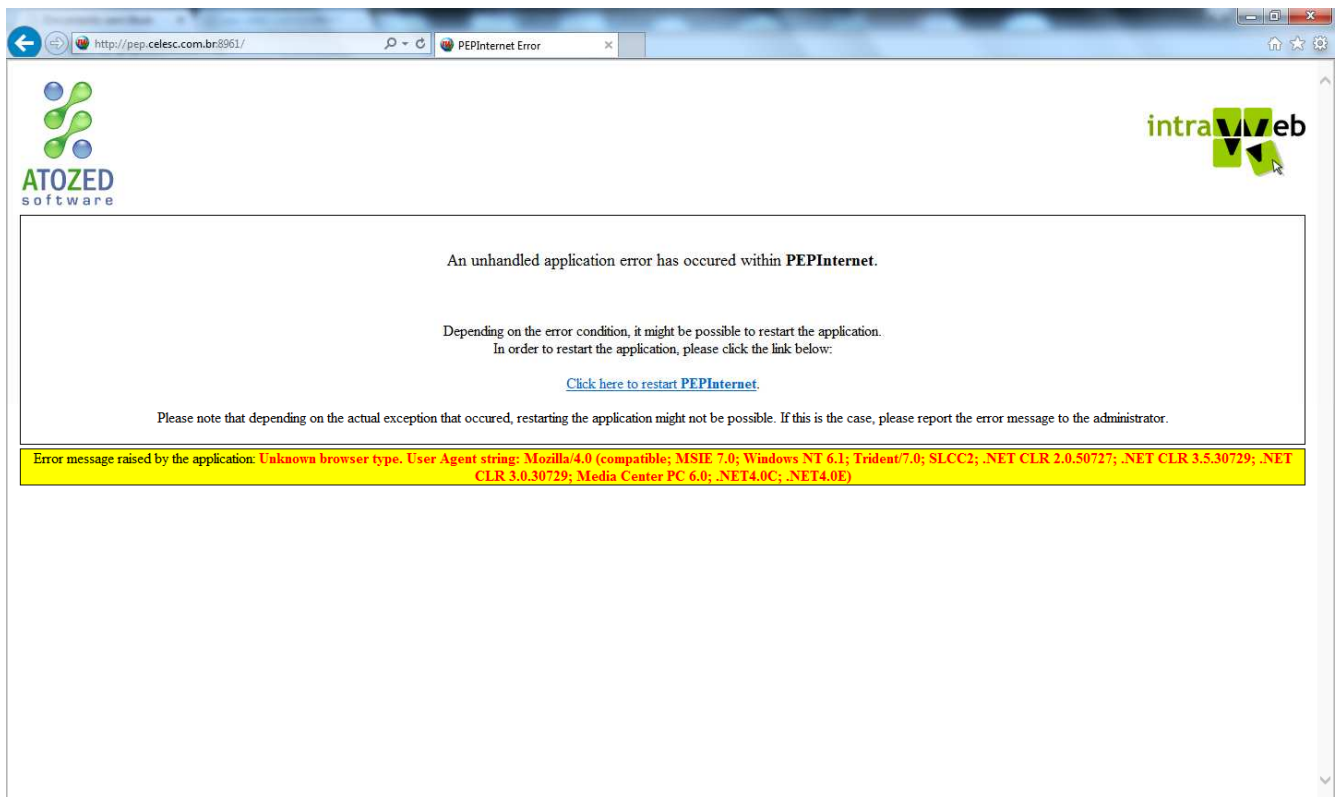 http://pep.celesc.com.br:8961/
PEPInternet Error
ATOZED
software
intraweb
An unhandled application error has occured within PEPInternet.
Depending on the error condition, it might be possible to restart the application.
In order to restart the application, please click the link below:
Click here to restart PEPInternet.
Please note that depending on the actual exception that occured, restarting the application might not be possible. If this is the case, please report the error message to the administrator.
Error message raised by the application: Unknown browser type. User Agent string: Mozilla/4.0 (compatible; MSIE 7.0; Windows NT 6.1; Trident/7.0; SLCC2; .NET CLR 2.0.50727; .NET CLR 3.5.30729; .NET
CLR 3.0.30729; Media Center PC 6.0; .NET4.0C; .NET4.0E)